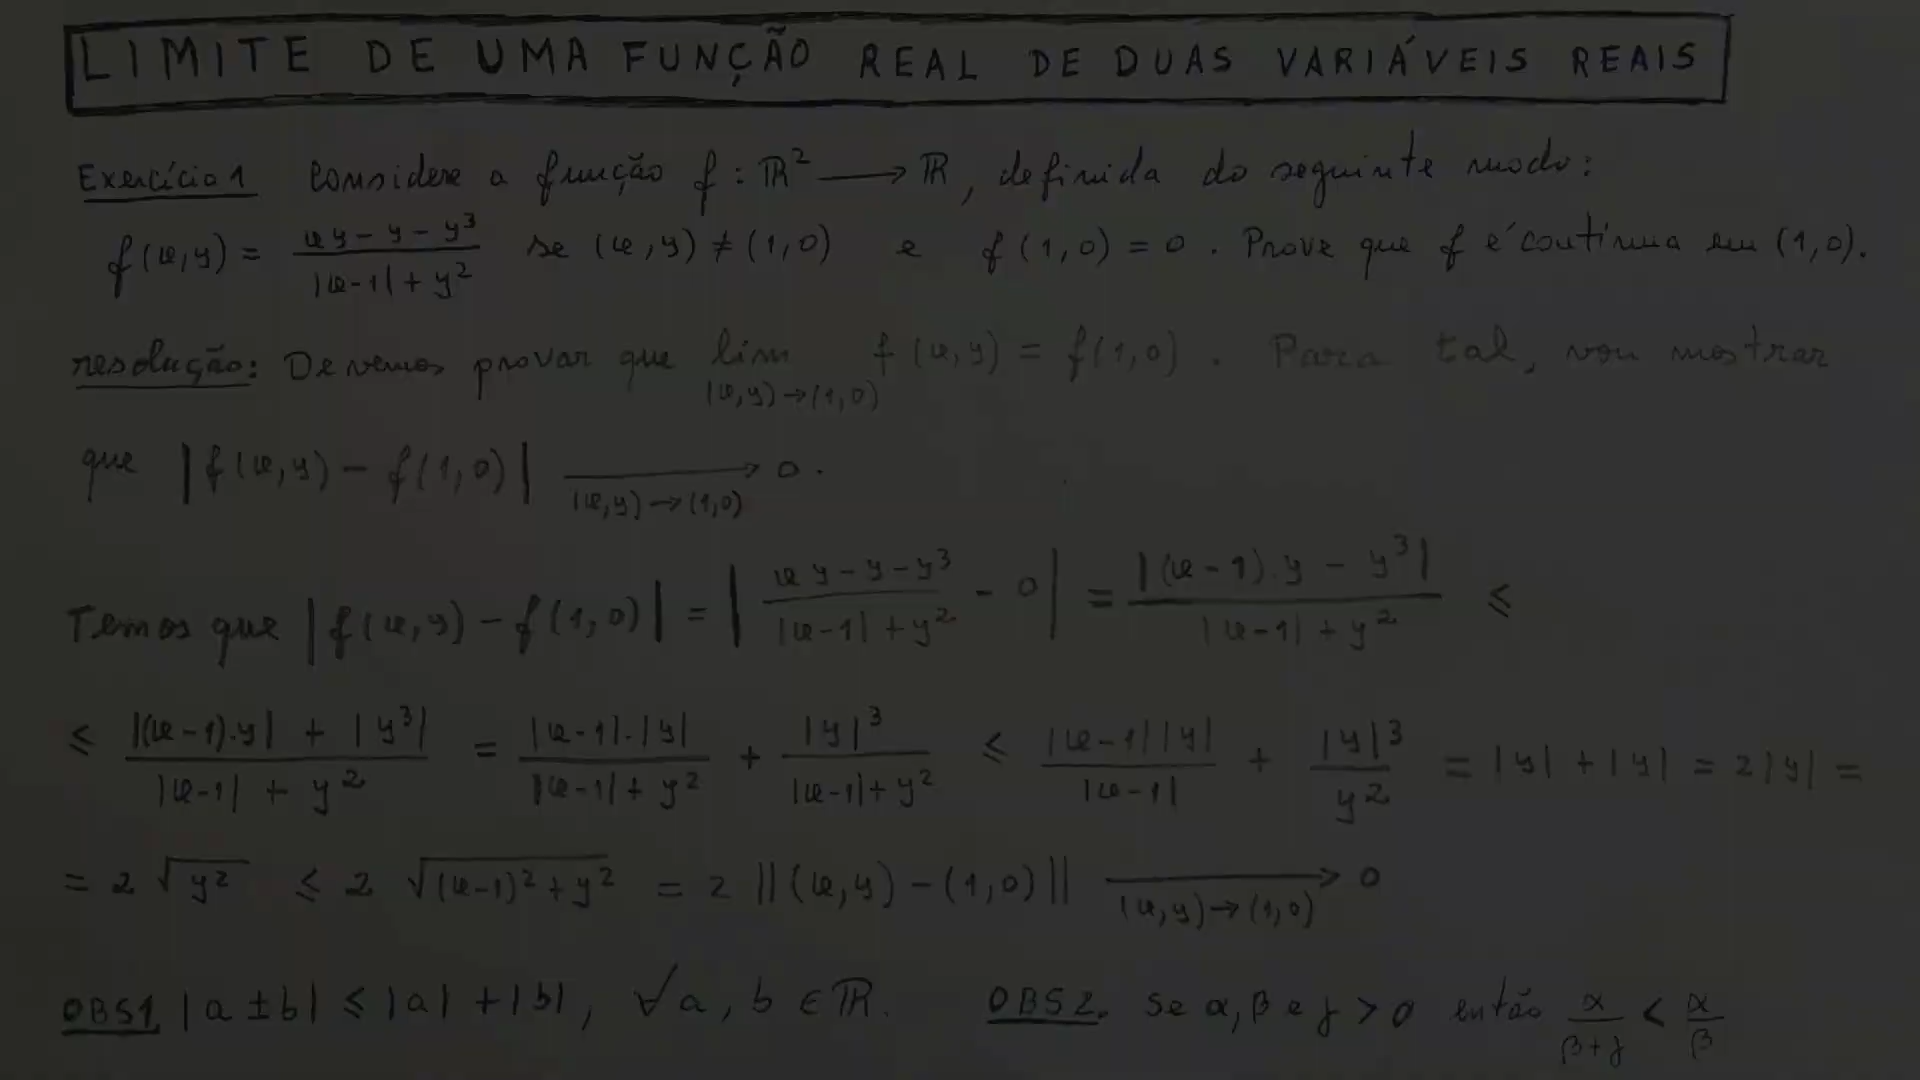 LIMITE DE UMA FUNÇÃO REAL DE DUAS VARIÁVEIS REAIS
Exercício 1 Considere a função f : ℝ² ⟶ ℝ, definida do seguinte modo:
f(x,y) = (xy - y - y³)/(|x-1| + y²) se (x,y) ≠ (1,0) e f(1,0) = 0. Prove que f é contínua em (1,0).
resolução: Devemos provar que lim_{(x,y)→(1,0)} f(x,y) = f(1,0). Para tal, vou mostrar
que |f(x,y) - f(1,0)| ⟶_{(x,y)→(1,0)} 0.
Temos que |f(x,y) - f(1,0)| = |(xy - y - y³)/(|x-1| + y²) - 0| = |(x-1).y - y³|/(|x-1| + y²) ≤
≤ (|(x-1).y| + |y³|)/(|x-1| + y²) = (|x-1|.|y|)/(|x-1| + y²) + |y|³/(|x-1| + y²) ≤ (|x-1||y|)/|x-1| + |y|³/y² = |y| + |y| = 2|y| =
= 2 √(y²) ≤ 2 √((x-1)² + y²) = 2 ||(x,y) - (1,0)|| ⟶_{(x,y)→(1,0)} 0
OBS1. |a ± b| ≤ |a| + |b|, ∀ a, b ∈ ℝ. OBS2. Se α, β e γ > 0 então α/(β+γ) < α/β